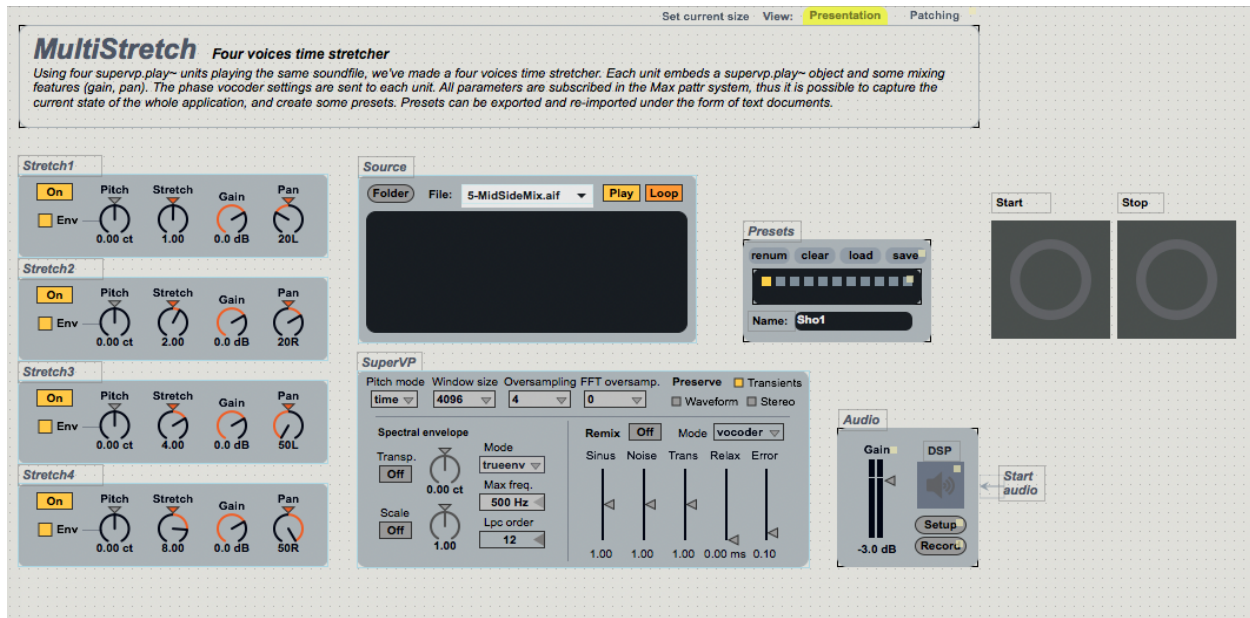 Set current size View: Presentation Patching
MultiStretch Four voices time stretcher
Using four supervp.play~ units playing the same soundfile, we've made a four voices time stretcher. Each unit embeds a supervp.play~ object and some mixing
features (gain, pan). The phase vocoder settings are sent to each unit. All parameters are subscribed in the Max pattr system, thus it is possible to capture the
current state of the whole application, and create some presets. Presets can be exported and re-imported under the form of text documents.
Stretch1
On Pitch Stretch Gain Pan
Env
0.00 ct 1.00 0.0 dB 20L
Stretch2
On Pitch Stretch Gain Pan
Env
0.00 ct 2.00 0.0 dB 20R
Stretch3
On Pitch Stretch Gain Pan
Env
0.00 ct 4.00 0.0 dB 50L
Stretch4
On Pitch Stretch Gain Pan
Env
0.00 ct 8.00 0.0 dB 50R
Source
Folder File: 5-MidSideMix.aif Play Loop
SuperVP
Pitch mode Window size Oversampling FFT oversamp. Preserve Transients
time 4096 4 0 Waveform Stereo
Spectral envelope
Transp.
Off
0.00 ct
Scale
Off
1.00
Mode
trueenv
Max freq.
500 Hz
Lpc order
12
Remix Off Mode vocoder
Sinus Noise Trans Relax Error
1.00 1.00 1.00 0.00 ms 0.10
Presets
renum clear load save
Name: Sho1
Start Stop
Audio
Gain DSP
Setup
Record
-3.0 dB
Start
audio